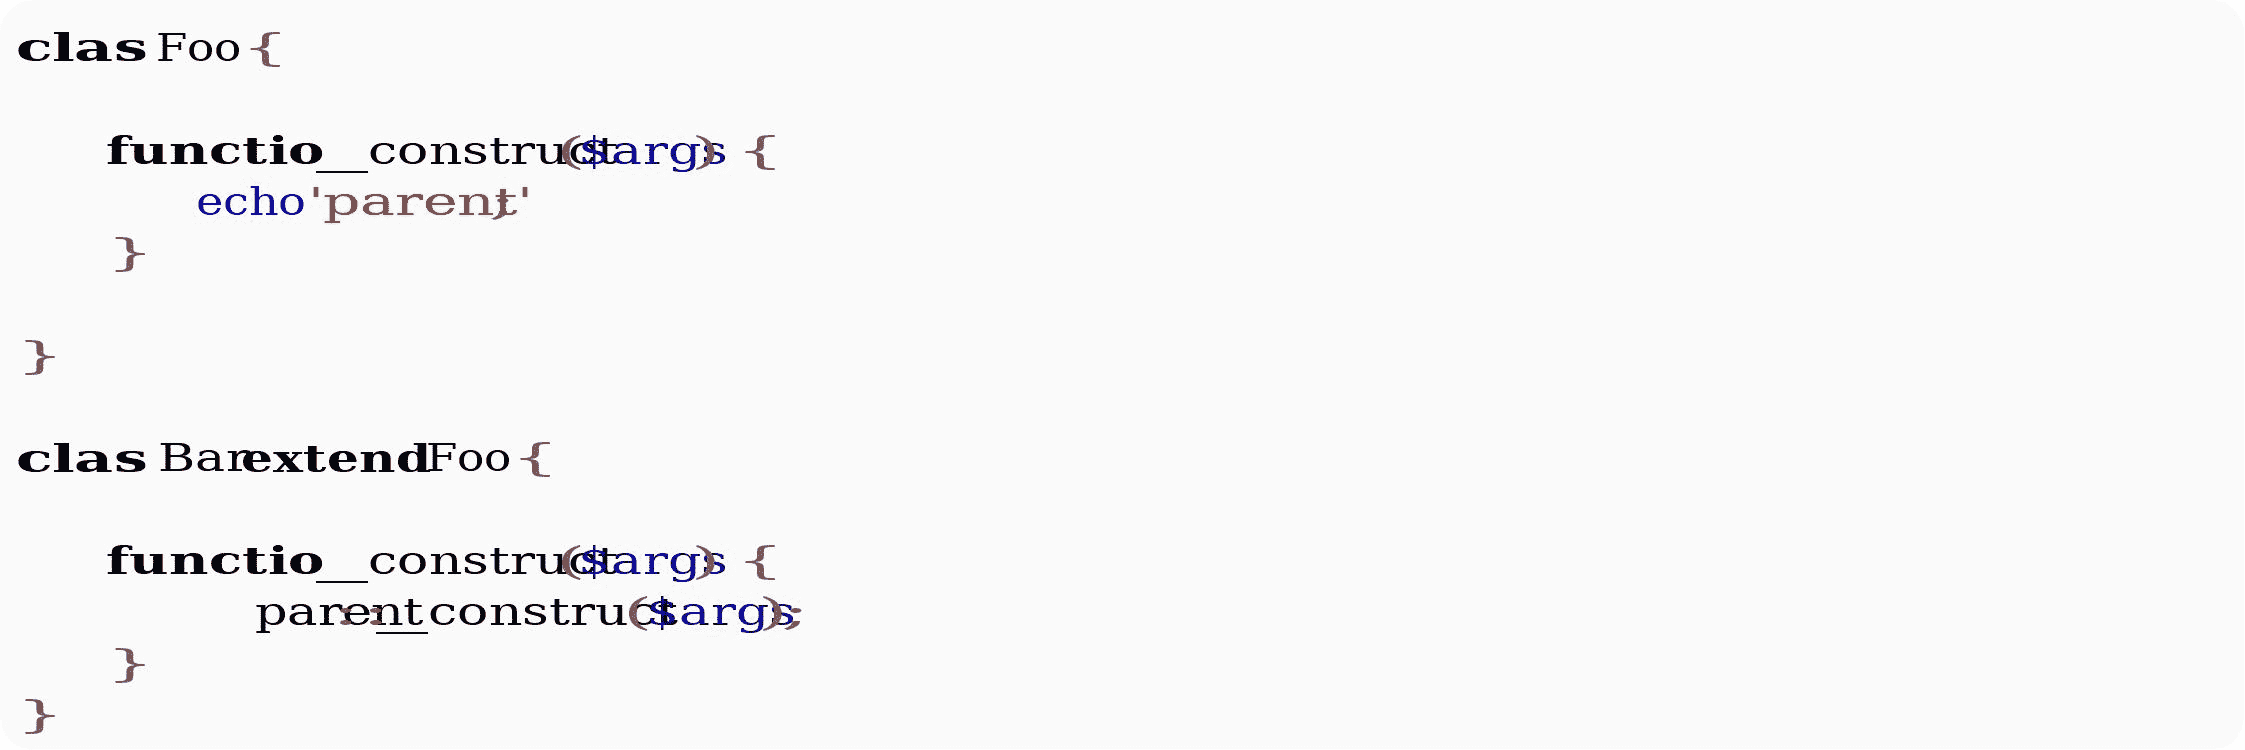 clas Foo {
functio __construct($args) {
echo 'parent';
}
}
clas Bar extend Foo {
functio __construct($args) {
parent::__construct($args);
}
}